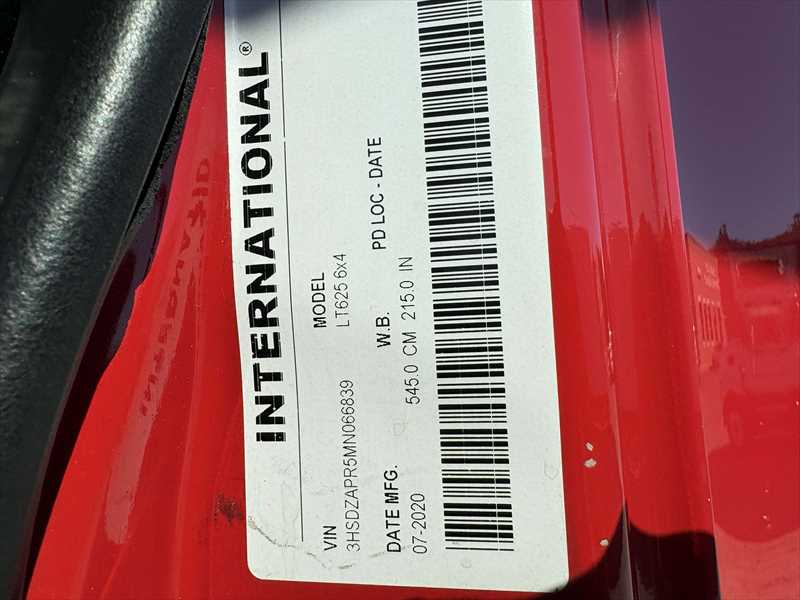 INTERNATIONAL®
VIN MODEL
3HSDZAPR5MN066839 LT625 6x4
DATE MFG. W.B. PD LOC - DATE
07-2020 545.0 CM 215.0 IN